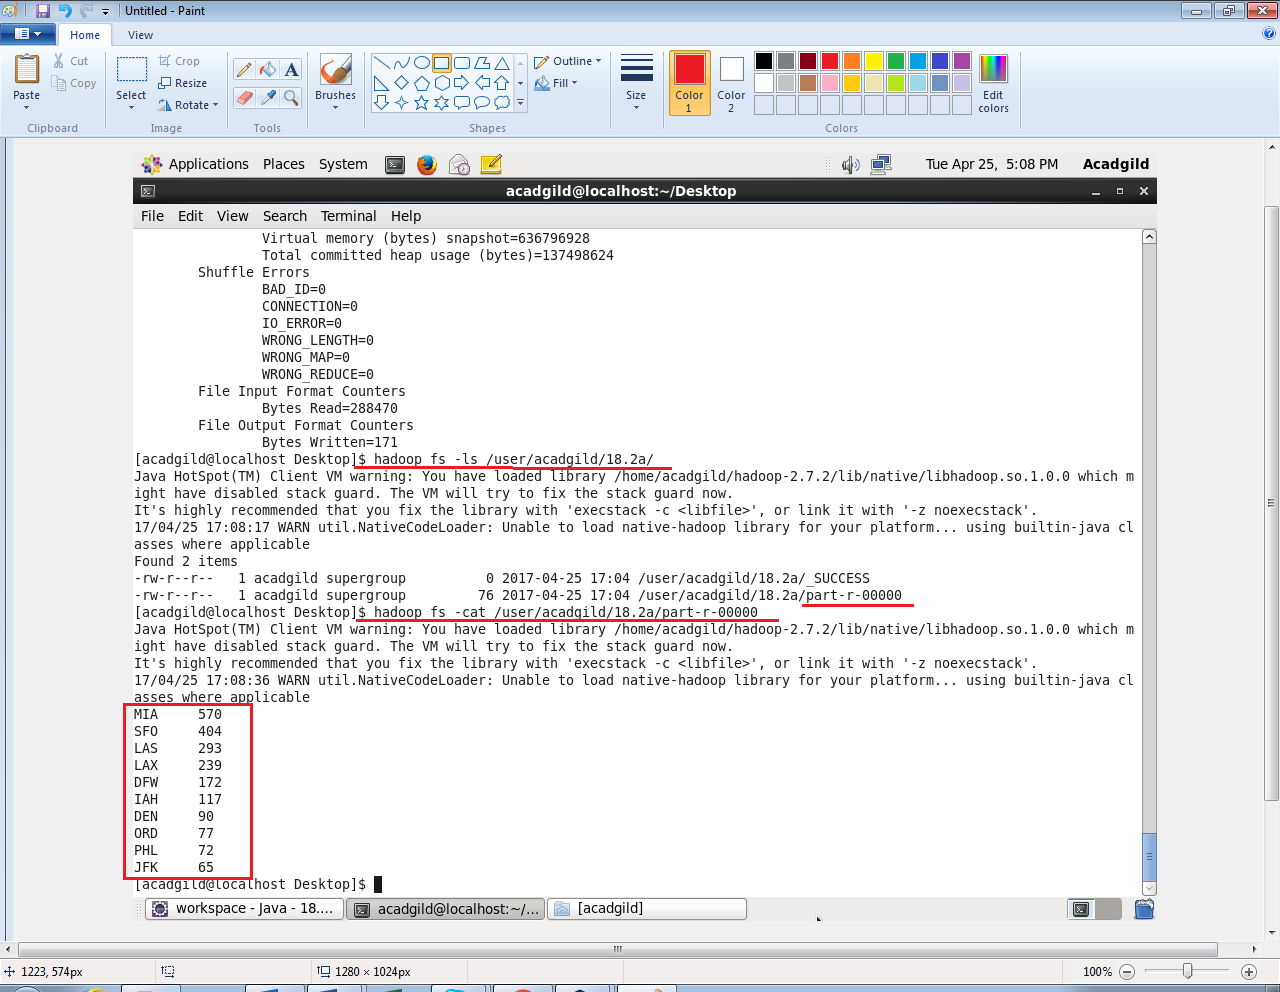 Untitled - Paint
Home View
Paste
Cut
Copy
Clipboard
Select
Crop
Resize
Rotate
Image
A
Tools
Brushes
Outline
Fill
Shapes
Size
Color 1
Color 2
Edit colors
Colors
Applications Places System Tue Apr 25, 5:08 PM Acadgild
acadgild@localhost:~/Desktop
File Edit View Search Terminal Help
Virtual memory (bytes) snapshot=636796928
Total committed heap usage (bytes)=137498624
Shuffle Errors
BAD_ID=0
CONNECTION=0
IO_ERROR=0
WRONG_LENGTH=0
WRONG_MAP=0
WRONG_REDUCE=0
File Input Format Counters
Bytes Read=288470
File Output Format Counters
Bytes Written=171
[acadgild@localhost Desktop]$ hadoop fs -ls /user/acadgild/18.2a/
Java HotSpot(TM) Client VM warning: You have loaded library /home/acadgild/hadoop-2.7.2/lib/native/libhadoop.so.1.0.0 which m
ight have disabled stack guard. The VM will try to fix the stack guard now.
It's highly recommended that you fix the library with 'execstack -c <libfile>', or link it with '-z noexecstack'.
17/04/25 17:08:17 WARN util.NativeCodeLoader: Unable to load native-hadoop library for your platform... using builtin-java cl
asses where applicable
Found 2 items
-rw-r--r-- 1 acadgild supergroup 0 2017-04-25 17:04 /user/acadgild/18.2a/_SUCCESS
-rw-r--r-- 1 acadgild supergroup 76 2017-04-25 17:04 /user/acadgild/18.2a/part-r-00000
[acadgild@localhost Desktop]$ hadoop fs -cat /user/acadgild/18.2a/part-r-00000
Java HotSpot(TM) Client VM warning: You have loaded library /home/acadgild/hadoop-2.7.2/lib/native/libhadoop.so.1.0.0 which m
ight have disabled stack guard. The VM will try to fix the stack guard now.
It's highly recommended that you fix the library with 'execstack -c <libfile>', or link it with '-z noexecstack'.
17/04/25 17:08:36 WARN util.NativeCodeLoader: Unable to load native-hadoop library for your platform... using builtin-java cl
asses where applicable
MIA 570
SFO 404
LAS 293
LAX 239
DFW 172
IAH 117
DEN 90
ORD 77
PHL 72
JFK 65
[acadgild@localhost Desktop]$
workspace - Java - 18.... acadgild@localhost:~/... [acadgild]
1223, 574px 1280 × 1024px 100%